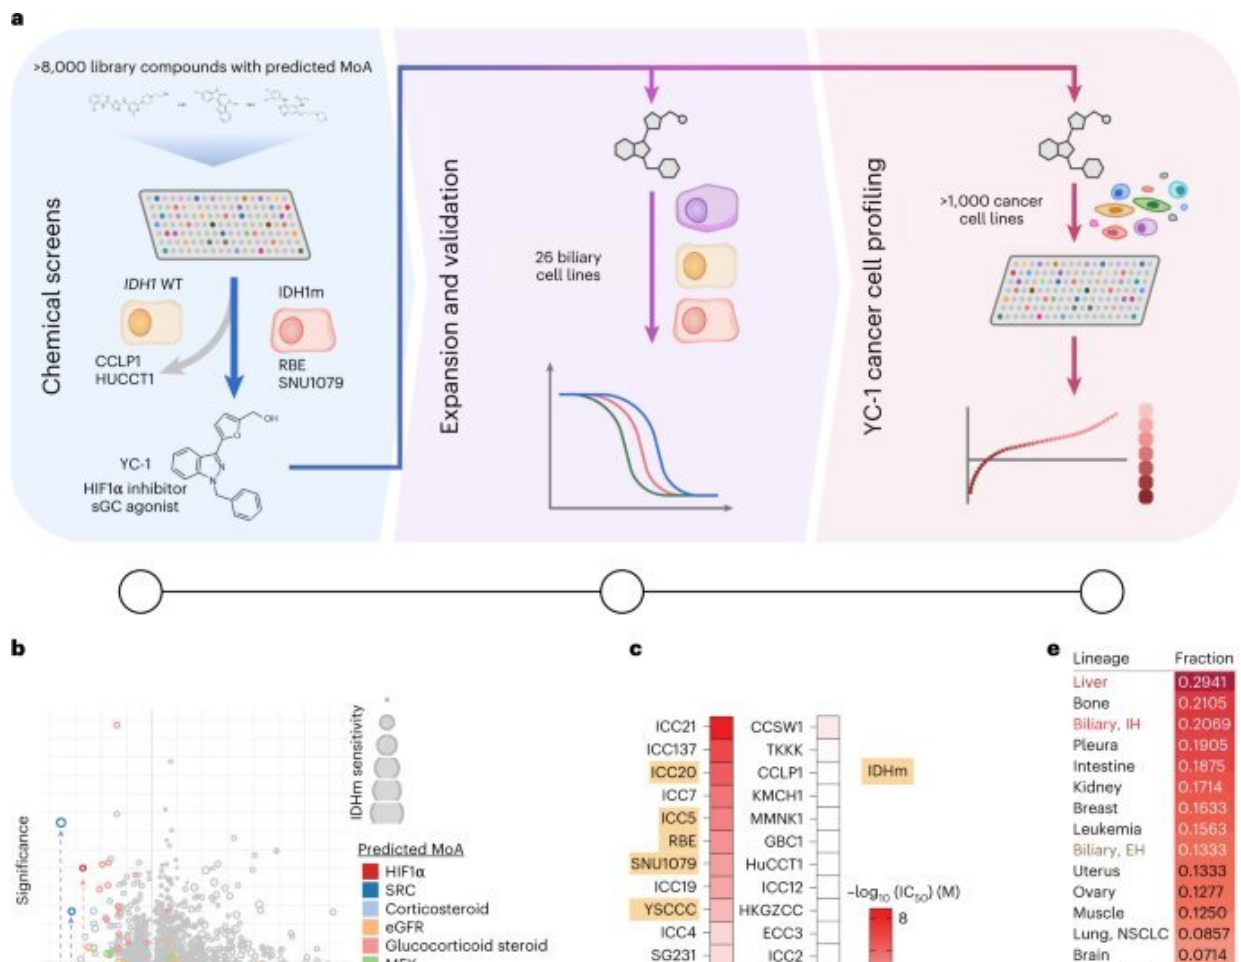 a
>8,000 library compounds with predicted MoA
Chemical screens
IDH1 WT
CCLP1
HUCCT1
IDH1m
RBE
SNU1079
OH
O
N
N
YC-1
HIF1α inhibitor
sGC agonist
Expansion and validation
26 biliary
cell lines
YC-1 cancer cell profiling
>1,000 cancer
cell lines
b
Significance
IDHm sensitivity
Predicted MoA
HIF1α
SRC
Corticosteroid
eGFR
Glucocorticoid steroid
MEK
c
ICC21
ICC137
ICC20
ICC7
ICC5
RBE
SNU1079
ICC19
YSCCC
ICC4
SG231
CCSW1
TKKK
CCLP1
KMCH1
MMNK1
GBC1
HuCCT1
ICC12
HKGZCC
ECC3
ICC2
IDHm
–log10 (IC50) (M)
8
e
Lineage Fraction
Liver 0.2941
Bone 0.2105
Biliary, IH 0.2069
Pleura 0.1905
Intestine 0.1875
Kidney 0.1714
Breast 0.1633
Leukemia 0.1563
Biliary, EH 0.1333
Uterus 0.1333
Ovary 0.1277
Muscle 0.1250
Lung, NSCLC 0.0857
Brain 0.0714